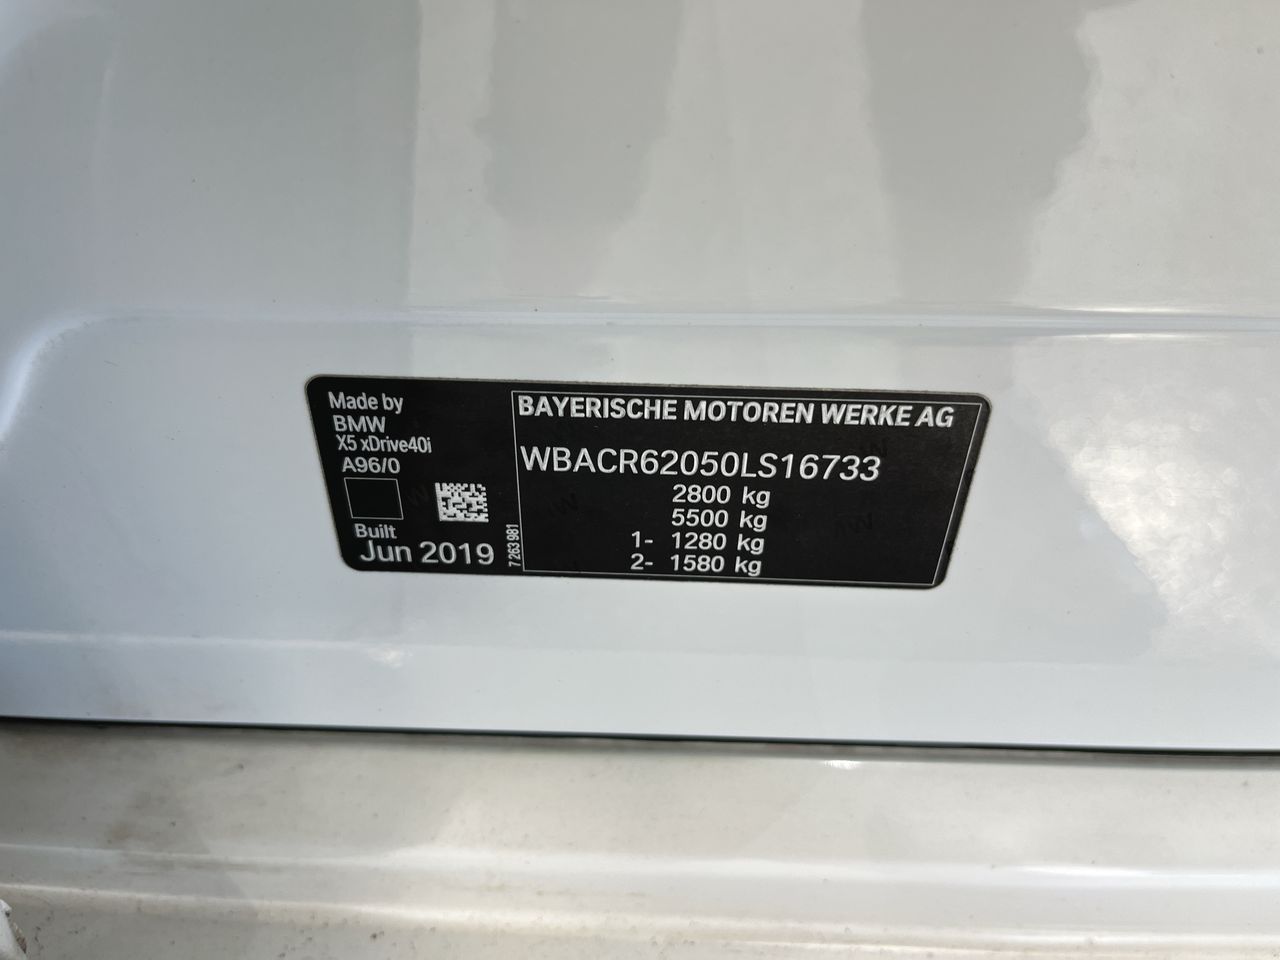 Made by
BMW
X5 xDrive40i
A96/0
Built
Jun 2019
7 263 981
BAYERISCHE MOTOREN WERKE AG
WBACR62050LS16733
2800 kg
5500 kg
1- 1280 kg
2- 1580 kg